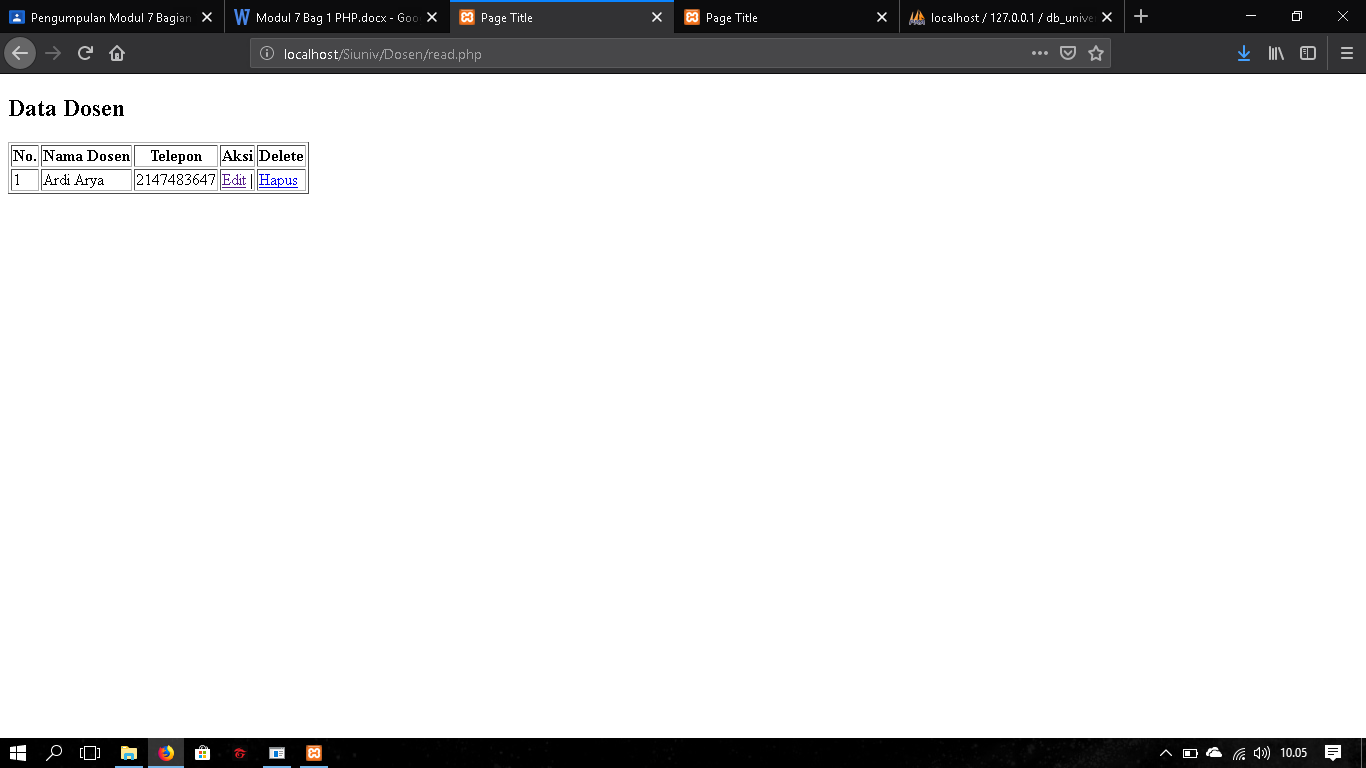 Pengumpulan Modul 7 Bagian
Modul 7 Bag 1 PHP.docx - Goo
Page Title
Page Title
localhost / 127.0.0.1 / db_unive
localhost/Siuniv/Dosen/read.php
Data Dosen
No. Nama Dosen Telepon Aksi Delete
1 Ardi Arya 2147483647 Edit | Hapus
10.05